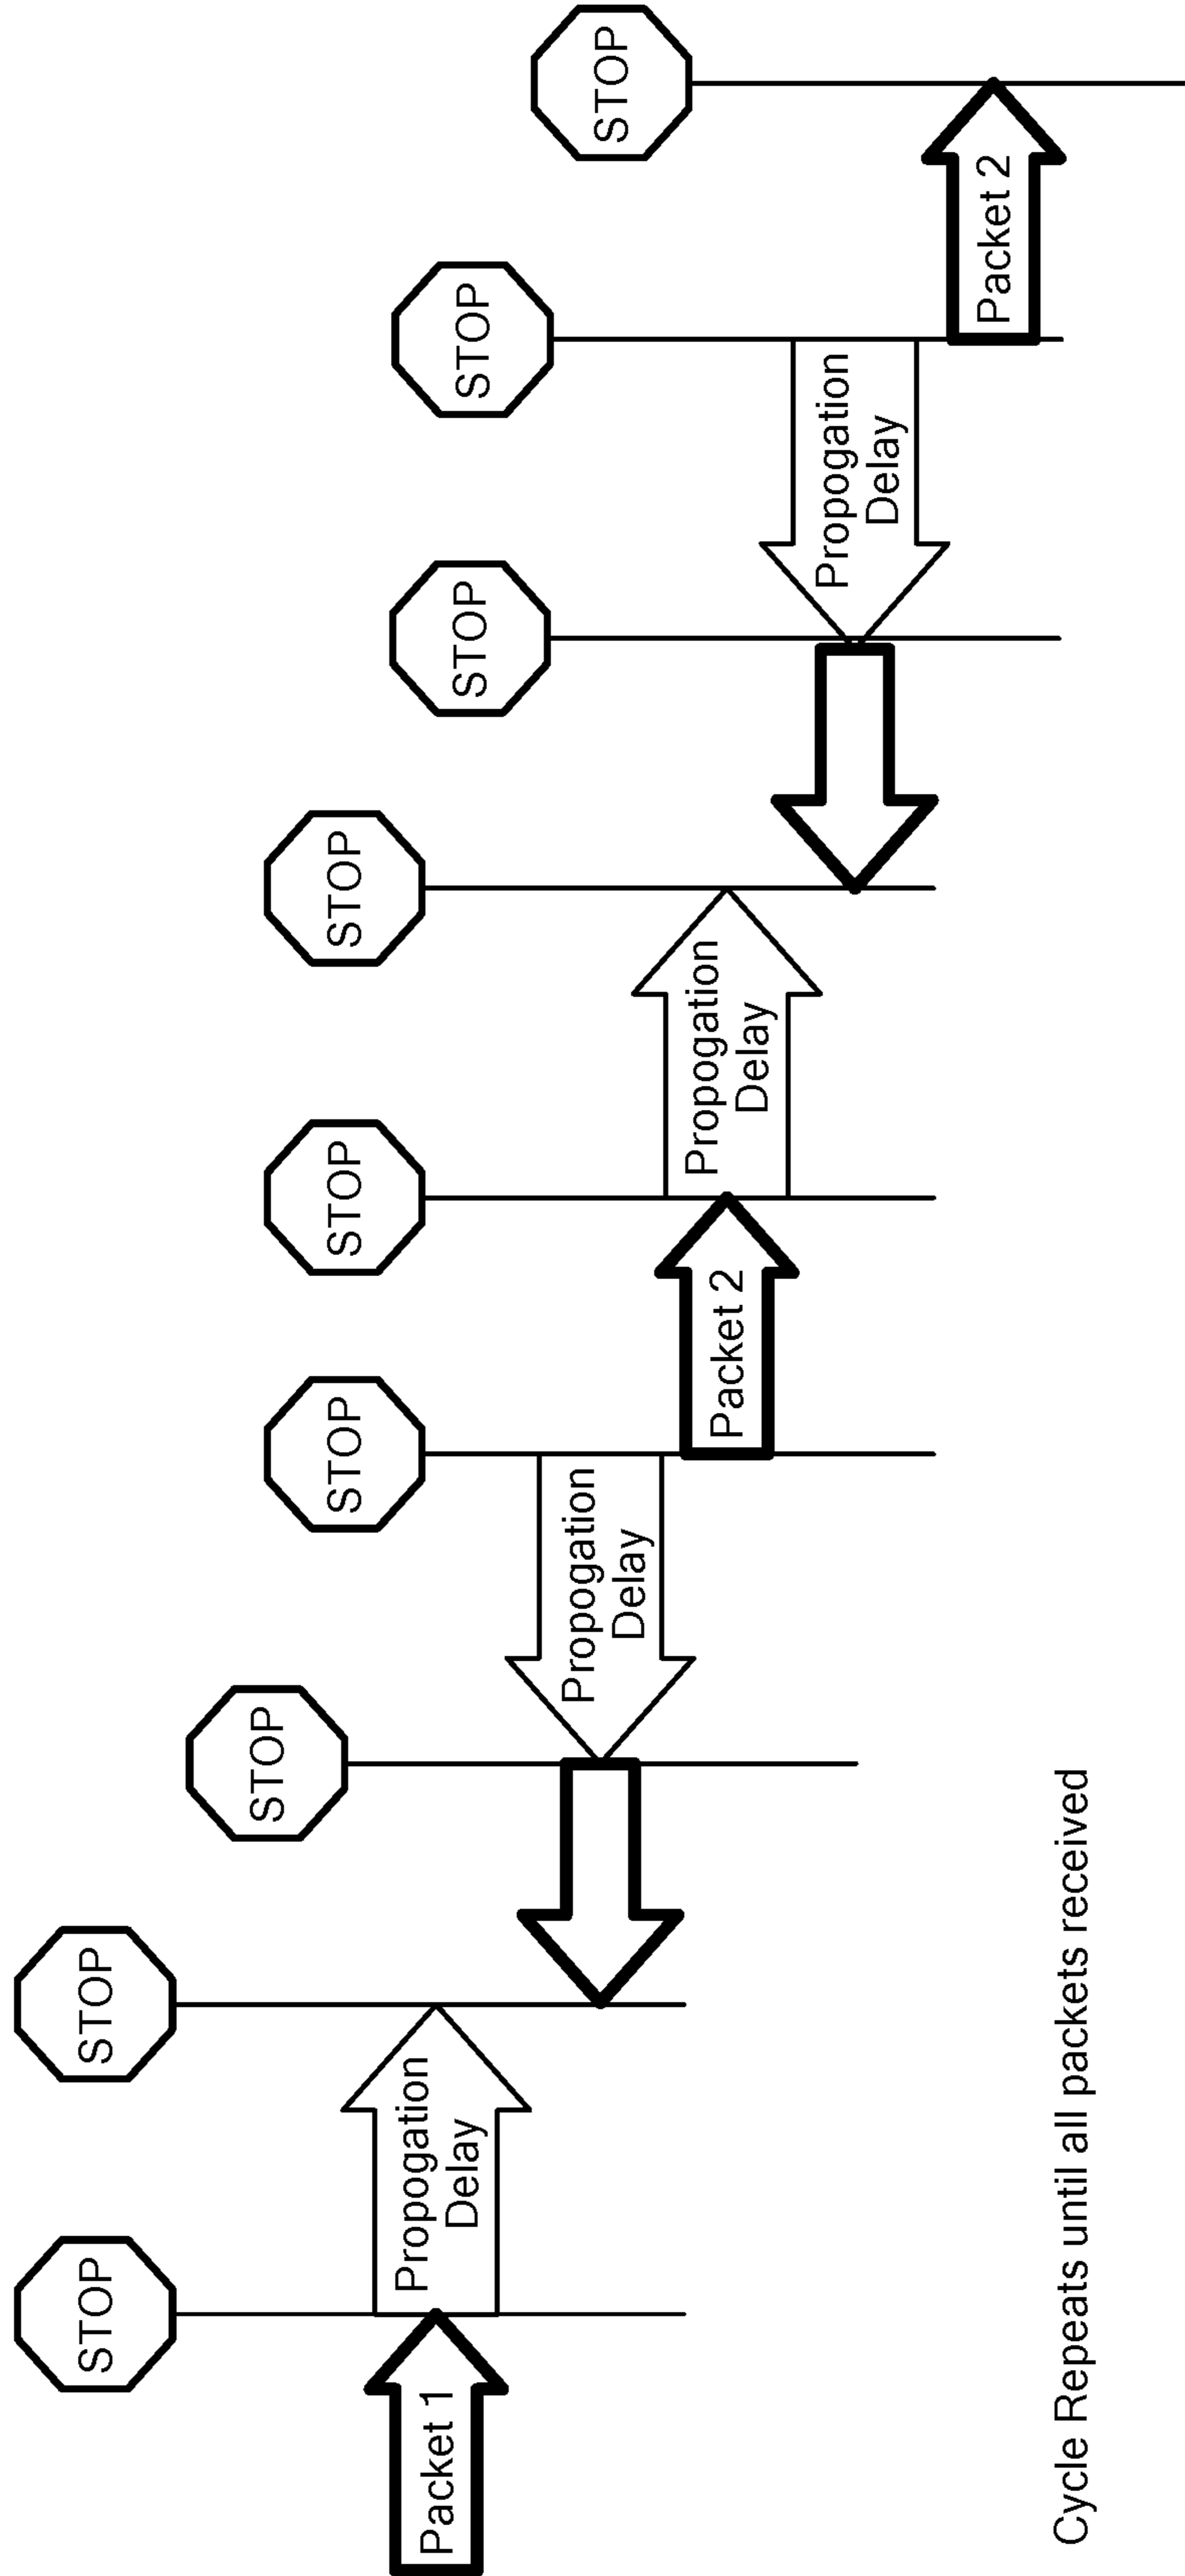 STOP
STOP
STOP
STOP
STOP
STOP
STOP
STOP
STOP
Packet 1
Propogation
Delay
Propogation
Delay
Packet 2
Propogation
Delay
Propogation
Delay
Packet 2
Cycle Repeats until all packets received